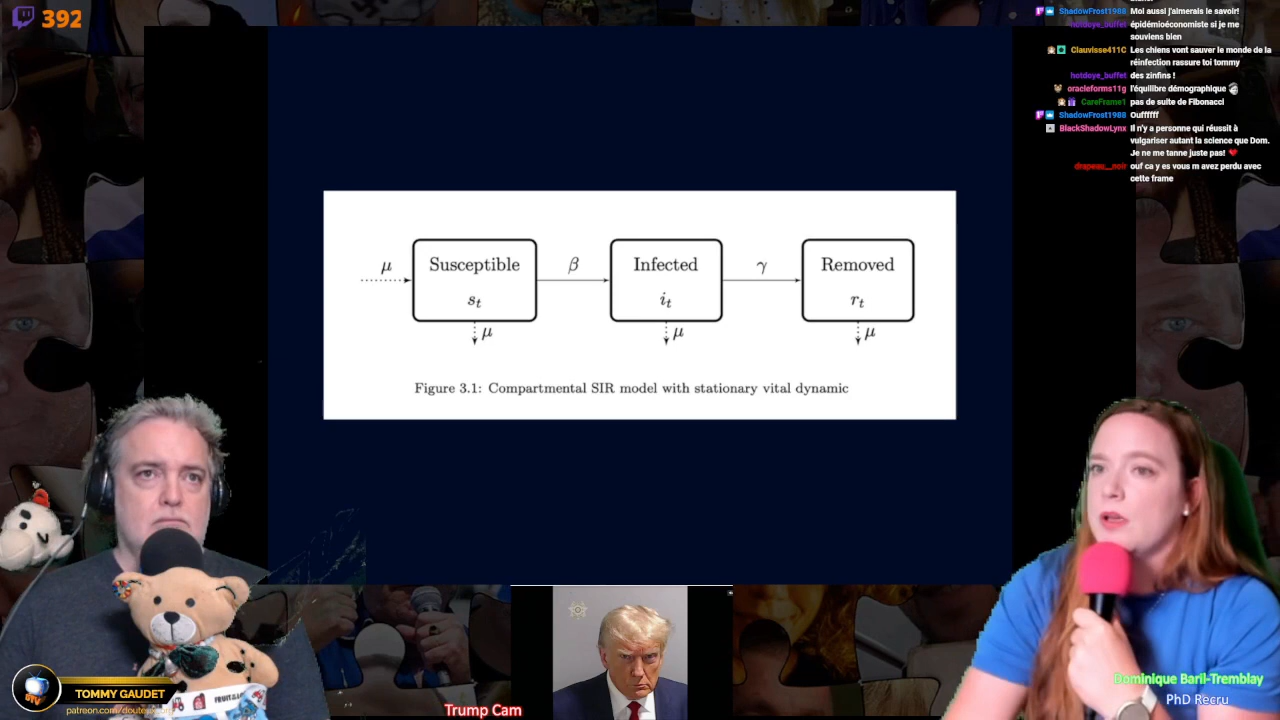 392
ShadowFrost1988 Moi aussi j'aimerais le savoir!
hotdoye_buffet épidémioéconomiste si je me
souviens bien
Clauvisse411C Les chiens vont sauver le monde de la
réinfection rassure toi tommy
hotdoye_buffet des zinfins !
oracleforms11g l'équilibre démographique
CareFrame1 pas de suite de Fibonacci
ShadowFrost1988 Ouffffff
BlackShadowLynx Il n'y a personne qui réussit à
vulgariser autant la science que Dom.
Je ne me tanne juste pas!
drapeau__noir ouf ca y es vous m avez perdu avec
cette frame
μ
Susceptible
s_t
β
Infected
i_t
γ
Removed
r_t
μ
μ
μ
Figure 3.1: Compartmental SIR model with stationary vital dynamic
TOMMY GAUDET
Trump Cam
Dominique Baril-Tremblay
PhD Recru